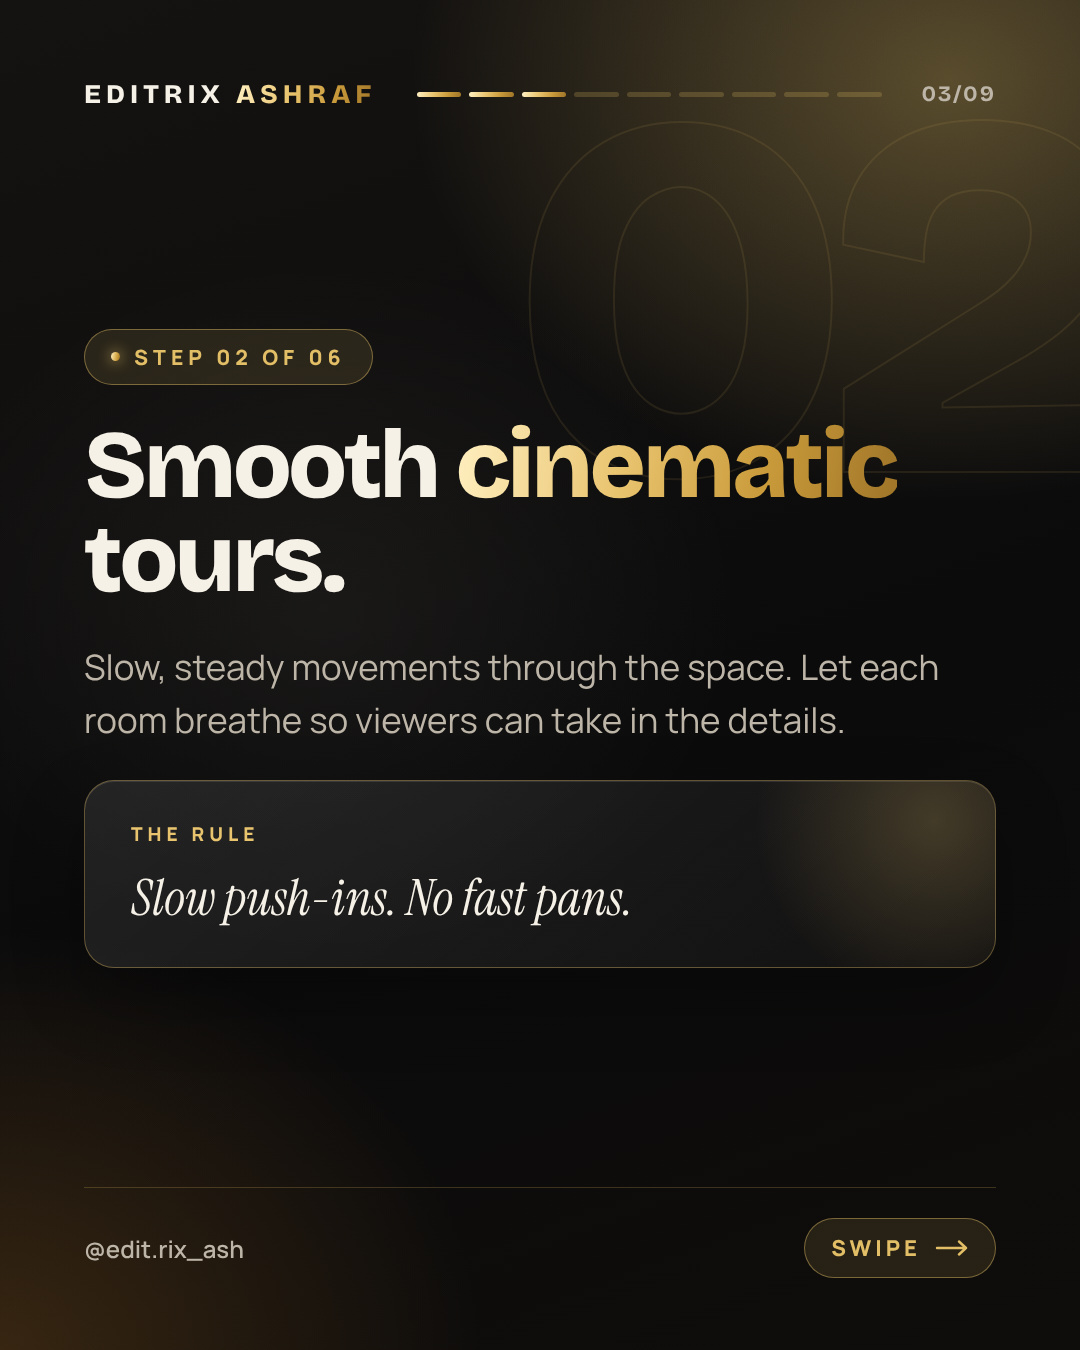 EDITRIX ASHRAF
03/09
02
STEP 02 OF 06
Smooth cinematic
tours.
Slow, steady movements through the space. Let each
room breathe so viewers can take in the details.
THE RULE
Slow push-ins. No fast pans.
@edit.rix_ash
SWIPE →